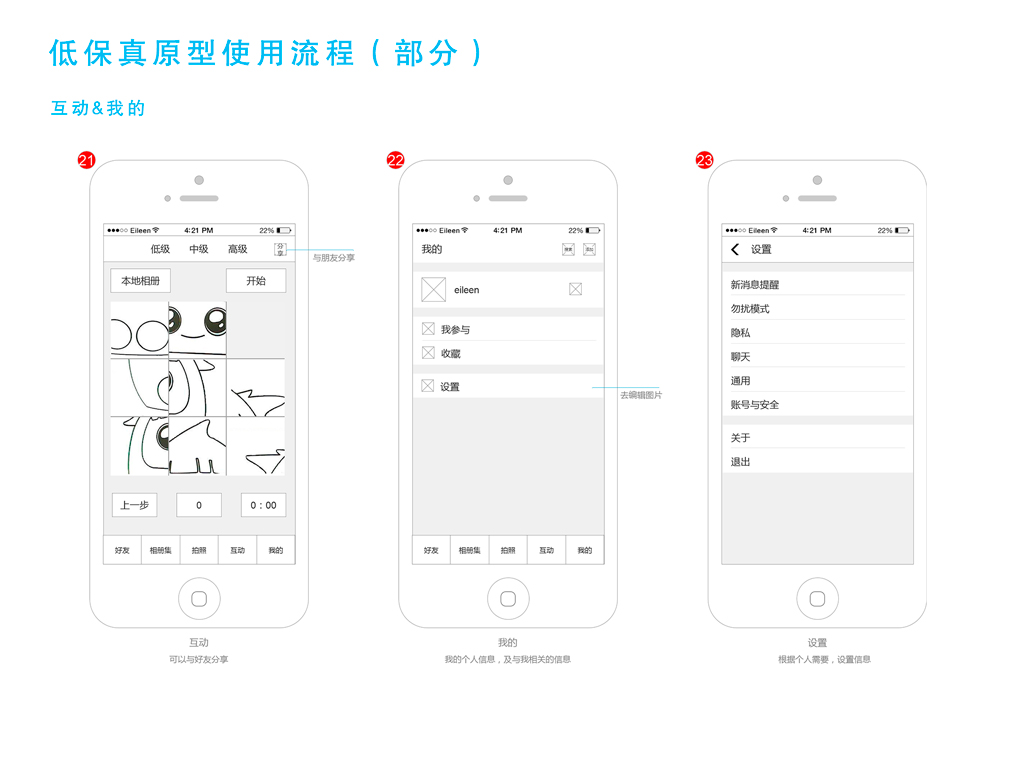 低保真原型使用流程（部分）
互动&我的
21
●●●○○ Eileen 4:21 PM 22%
低级 中级 高级 分享
与朋友分享
本地相册 开始
上一步 0 0：00
好友 相册集 拍照 互动 我的
互动
可以与好友分享
22
●●●○○ Eileen 4:21 PM 22%
我的 搜索 添加
eileen
我参与
收藏
设置
去编辑图片
好友 相册集 拍照 互动 我的
我的
我的个人信息，及与我相关的信息
23
●●●○○ Eileen 4:21 PM 22%
设置
新消息提醒
勿扰模式
隐私
聊天
通用
账号与安全
关于
退出
设置
根据个人需要，设置信息